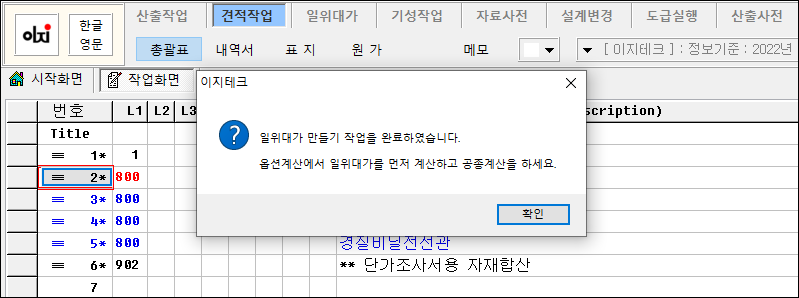 산출작업 견적작업 일위대가 기성작업 자료사전 설계변경 도급실행 산출사전
이지 한글
영문
총괄표 내역서 표 지 원 가 메모 [ 이지테크 ] : 정보기준 : 2022년
시작화면 작업화면
이지테크
번호 L1 L2 L3 scription)
Title
일위대가 만들기 작업을 완료하였습니다.
옵션계산에서 일위대가를 먼저 계산하고 공종계산을 하세요.
확인
1* 1
2* 800
3* 800
4* 800
5* 800 경질비닐전선관
6* 902 ** 단가조사서용 자재합산
7